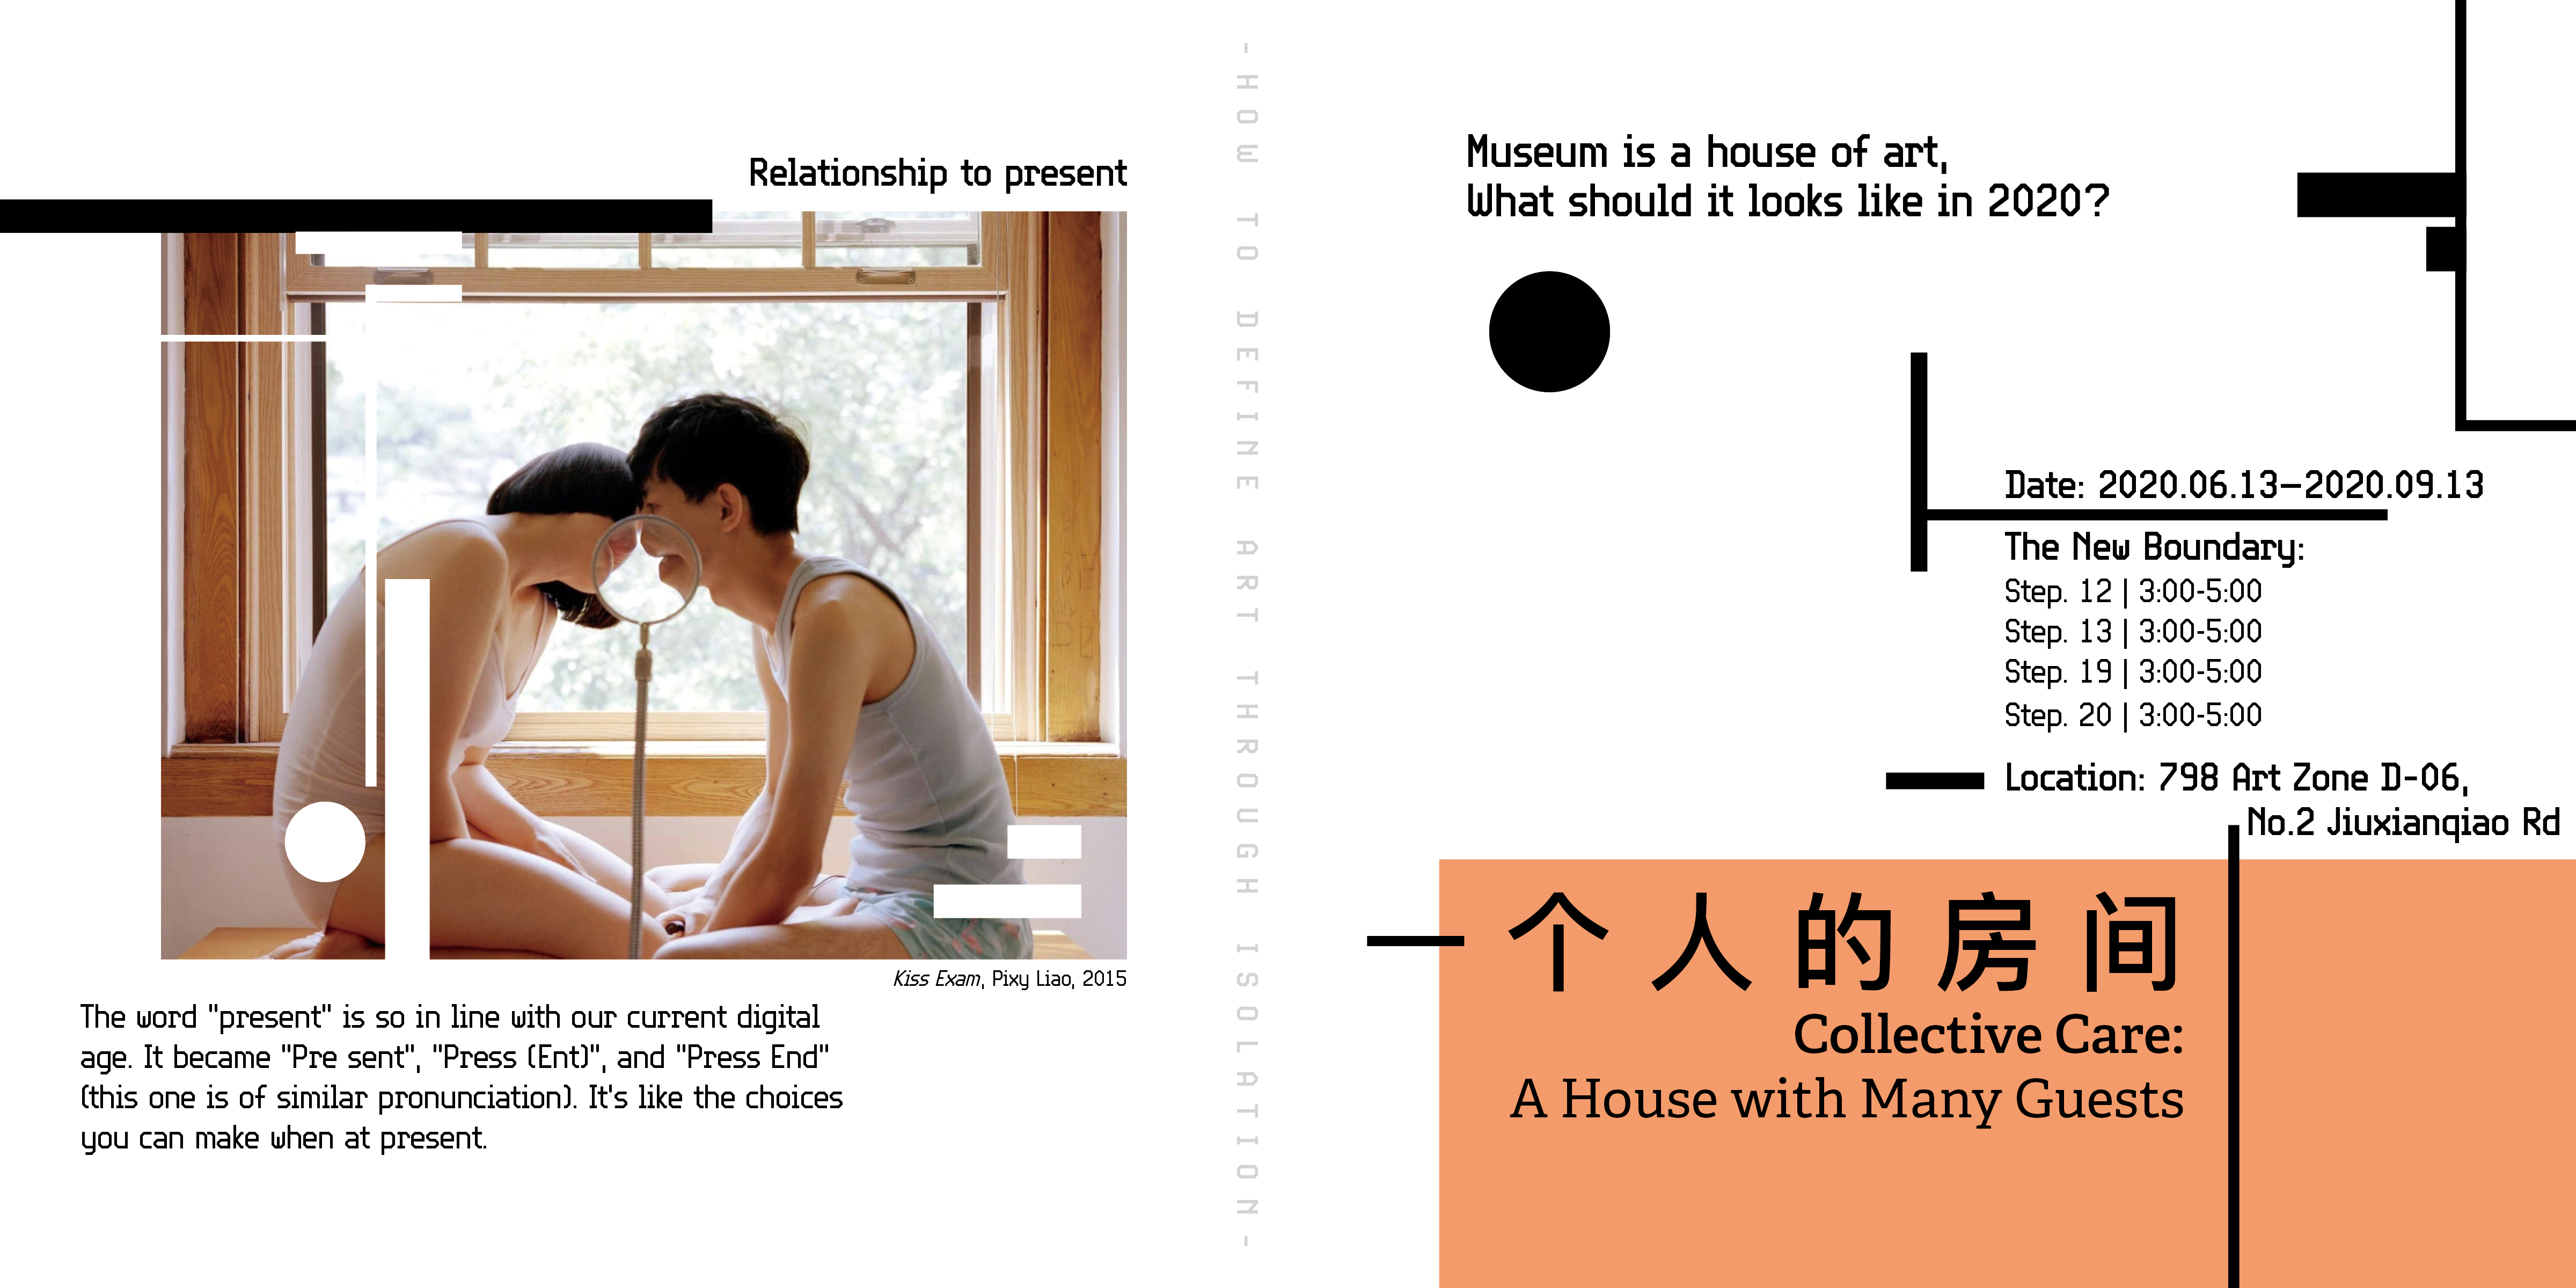 Relationship to present
Kiss Exam, Pixy Liao, 2015
The word "present" is so in line with our current digital
age. It became "Pre sent", "Press (Ent)", and "Press End"
(this one is of similar pronunciation). It's like the choices
you can make when at present.
-HOW TO DEFINE ART THROUGH ISOLATION-
Museum is a house of art,
What should it looks like in 2020?
Date: 2020.06.13—2020.09.13
The New Boundary:
Step. 12 | 3:00-5:00
Step. 13 | 3:00-5:00
Step. 19 | 3:00-5:00
Step. 20 | 3:00-5:00
Location: 798 Art Zone D-06,
No.2 Jiuxianqiao Rd
个人的房间
Collective Care:
A House with Many Guests